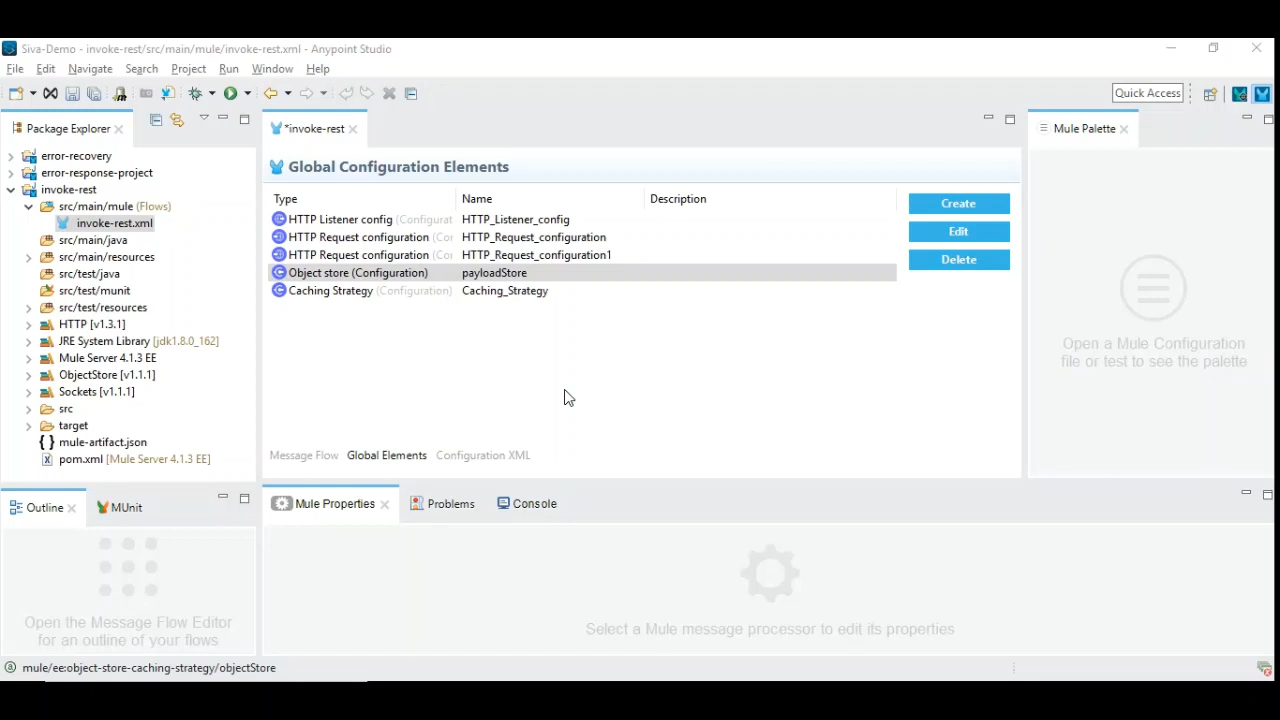 Siva-Demo - invoke-rest/src/main/mule/invoke-rest.xml - Anypoint Studio
File Edit Navigate Search Project Run Window Help
Quick Access
Package Explorer
error-recovery
error-response-project
invoke-rest
src/main/mule (Flows)
invoke-rest.xml
src/main/java
src/main/resources
src/test/java
src/test/munit
src/test/resources
HTTP [v1.3.1]
JRE System Library [jdk1.8.0_162]
Mule Server 4.1.3 EE
ObjectStore [v1.1.1]
Sockets [v1.1.1]
src
target
mule-artifact.json
pom.xml [Mule Server 4.1.3 EE]
*invoke-rest
Global Configuration Elements
Type Name Description
HTTP Listener config (Configurat HTTP_Listener_config
HTTP Request configuration (Co HTTP_Request_configuration
HTTP Request configuration (Co HTTP_Request_configuration1
Object store (Configuration) payloadStore
Caching Strategy (Configuration) Caching_Strategy
Create
Edit
Delete
Message Flow Global Elements Configuration XML
Mule Palette
Open a Mule Configuration
file or test to see the palette
Outline MUnit
Open the Message Flow Editor
for an outline of your flows
Mule Properties Problems Console
Select a Mule message processor to edit its properties
mule/ee:object-store-caching-strategy/objectStore